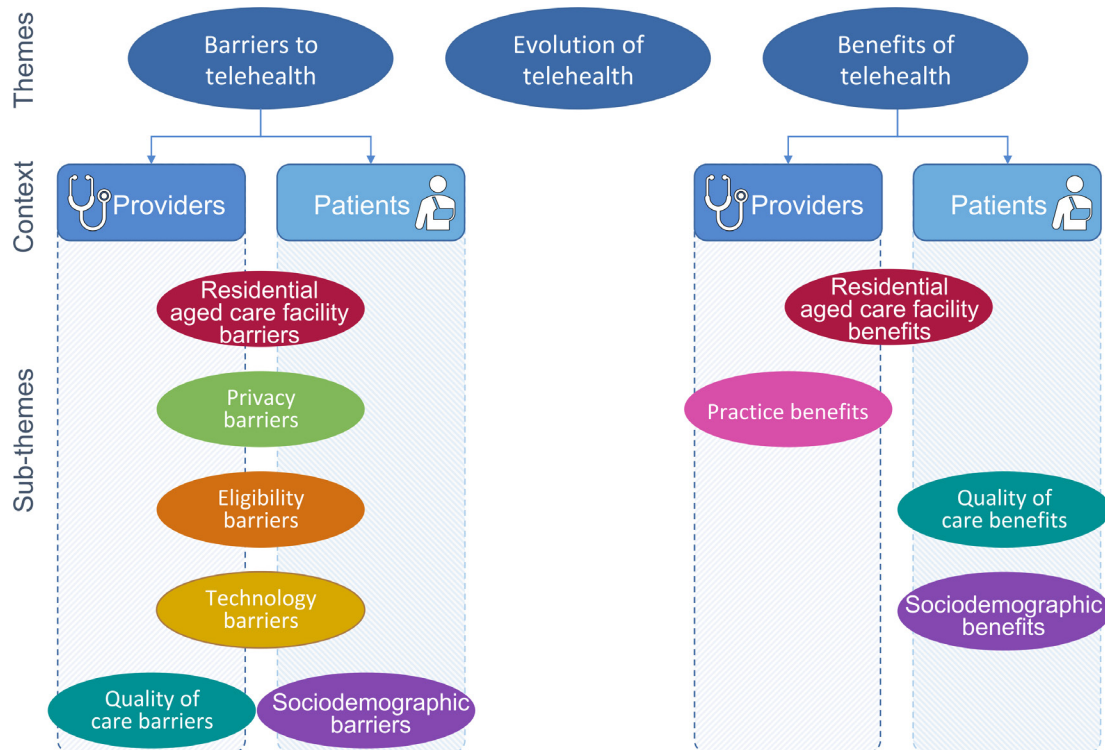 Themes
Barriers to
telehealth
Evolution of
telehealth
Benefits of
telehealth
Context
Providers
Patients
Providers
Patients
Sub-themes
Residential
aged care facility
barriers
Residential
aged care facility
benefits
Privacy
barriers
Practice benefits
Eligibility
barriers
Quality of
care benefits
Technology
barriers
Sociodemographic
benefits
Quality of
care barriers
Sociodemographic
barriers